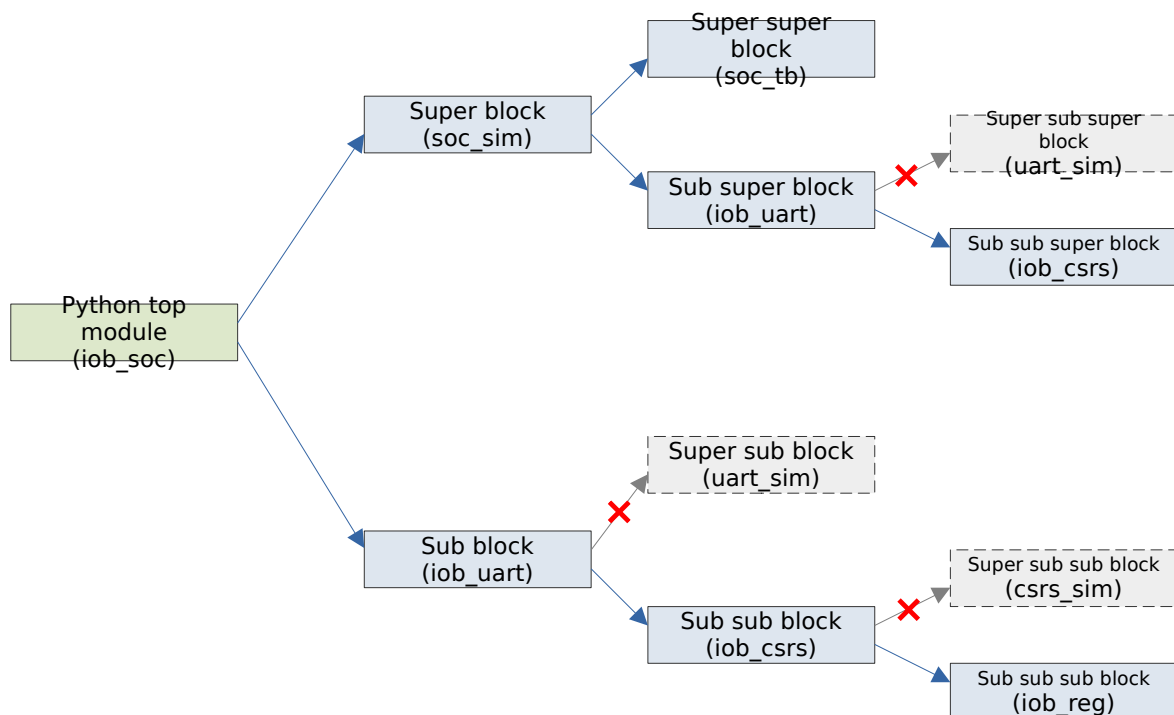 Super super
block
(soc_tb)
Super block
(soc_sim)
Super sub super
block
(uart_sim)
Sub super block
(iob_uart)
Sub sub super block
(iob_csrs)
Python top
module
(iob_soc)
Super sub block
(uart_sim)
Sub block
(iob_uart)
Super sub sub block
(csrs_sim)
Sub sub block
(iob_csrs)
Sub sub sub block
(iob_reg)